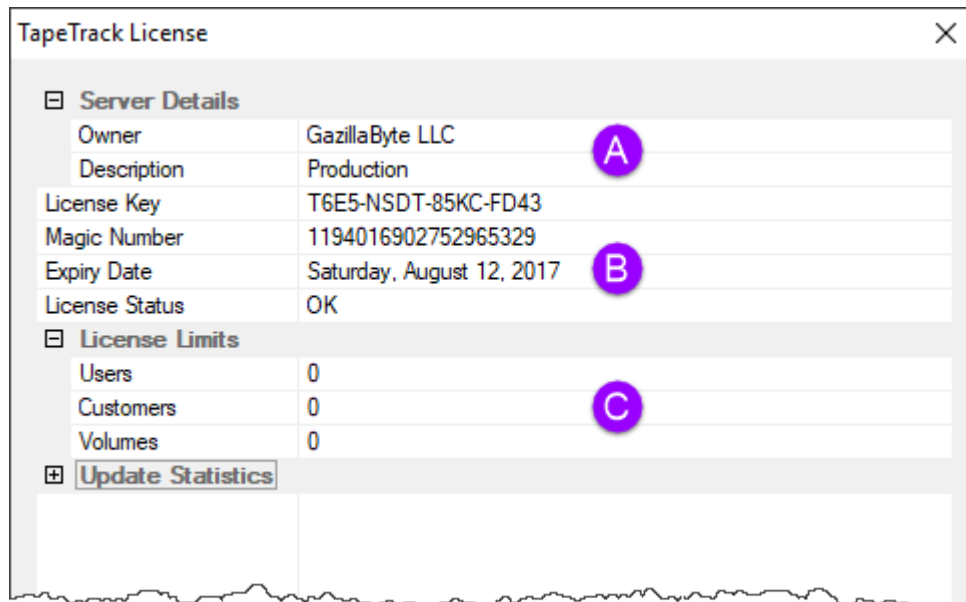 TapeTrack License
Server Details
Owner GazillaByte LLC
A
Description Production
License Key T6E5-NSDT-85KC-FD43
Magic Number 1194016902752965329
Expiry Date Saturday, August 12, 2017 B
License Status OK
License Limits
Users 0
Customers 0 C
Volumes 0
Update Statistics